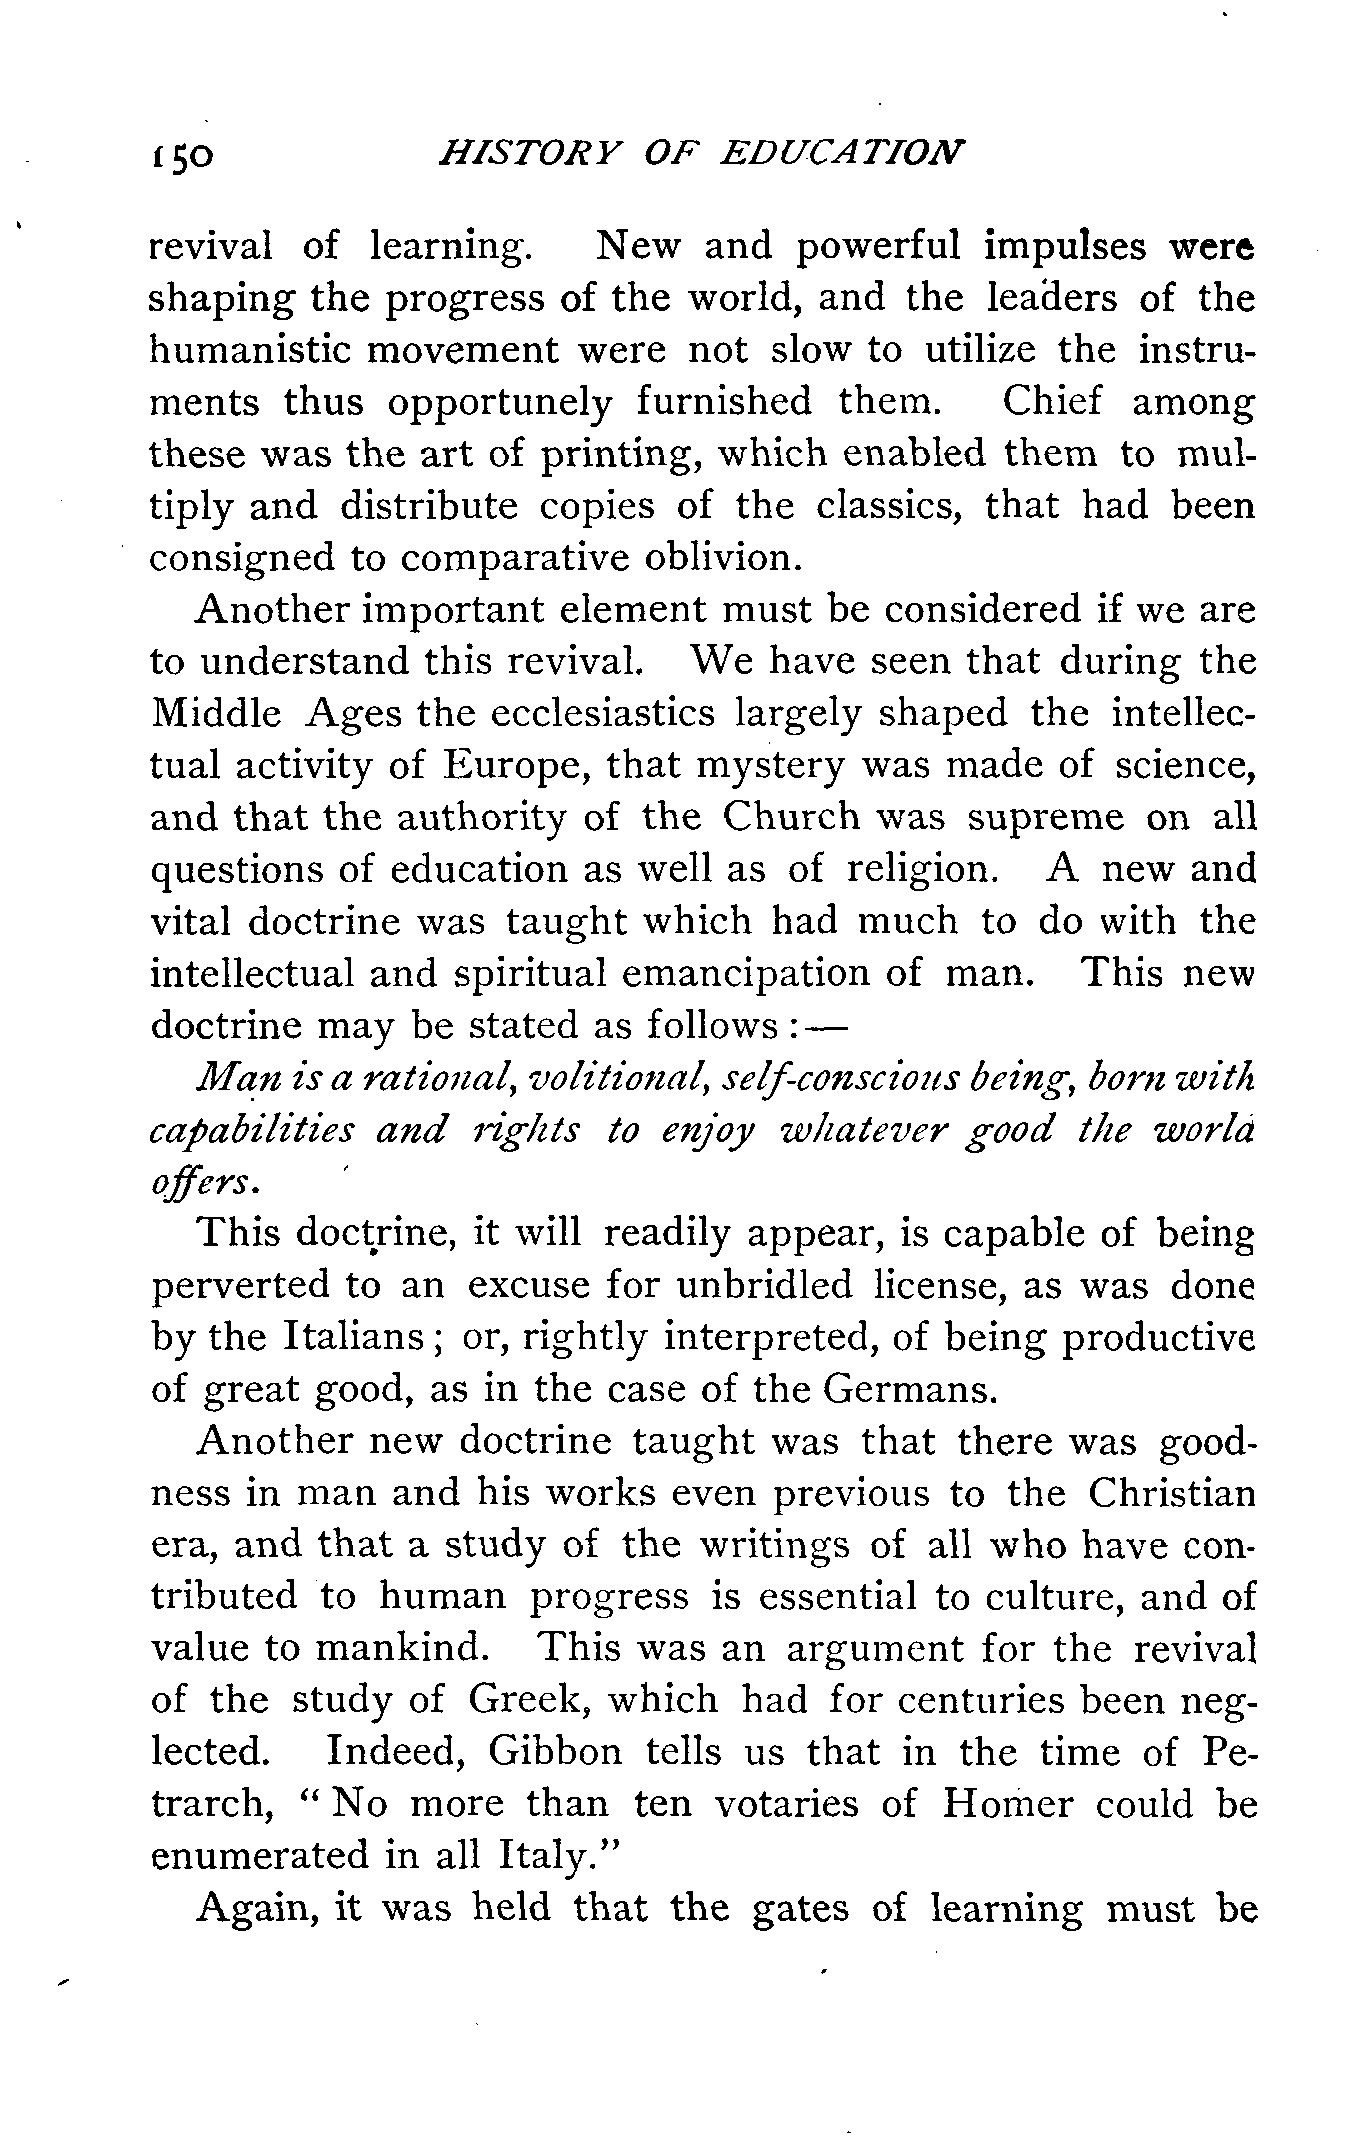 150 HISTORY OF EDUCATION
revival of learning. New and powerful impulses were
shaping the progress of the world, and the leaders of the
humanistic movement were not slow to utilize the instru-
ments thus opportunely furnished them. Chief among
these was the art of printing, which enabled them to mul-
tiply and distribute copies of the classics, that had been
consigned to comparative oblivion.
Another important element must be considered if we are
to understand this revival. We have seen that during the
Middle Ages the ecclesiastics largely shaped the intellec-
tual activity of Europe, that mystery was made of science,
and that the authority of the Church was supreme on all
questions of education as well as of religion. A new and
vital doctrine was taught which had much to do with the
intellectual and spiritual emancipation of man. This new
doctrine may be stated as follows :—
Man is a rational, volitional, self-conscious being, born with
capabilities and rights to enjoy whatever good the world
offers.
This doctrine, it will readily appear, is capable of being
perverted to an excuse for unbridled license, as was done
by the Italians ; or, rightly interpreted, of being productive
of great good, as in the case of the Germans.
Another new doctrine taught was that there was good-
ness in man and his works even previous to the Christian
era, and that a study of the writings of all who have con-
tributed to human progress is essential to culture, and of
value to mankind. This was an argument for the revival
of the study of Greek, which had for centuries been neg-
lected. Indeed, Gibbon tells us that in the time of Pe-
trarch, “ No more than ten votaries of Homer could be
enumerated in all Italy.”
Again, it was held that the gates of learning must be